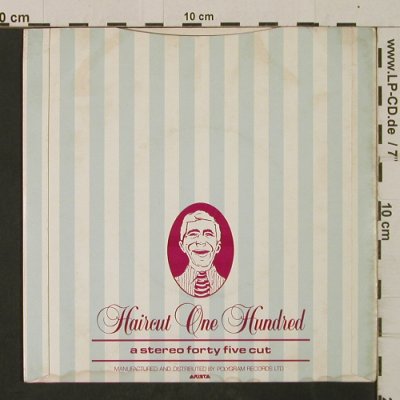 0 cm
10 cm
www.LP-CD.de / 7"
10 cm
Haircut One Hundred
a stereo forty five cut
MANUFACTURED AND DISTRIBUTED BY POLYGRAM RECORDS LTD
ARISTA